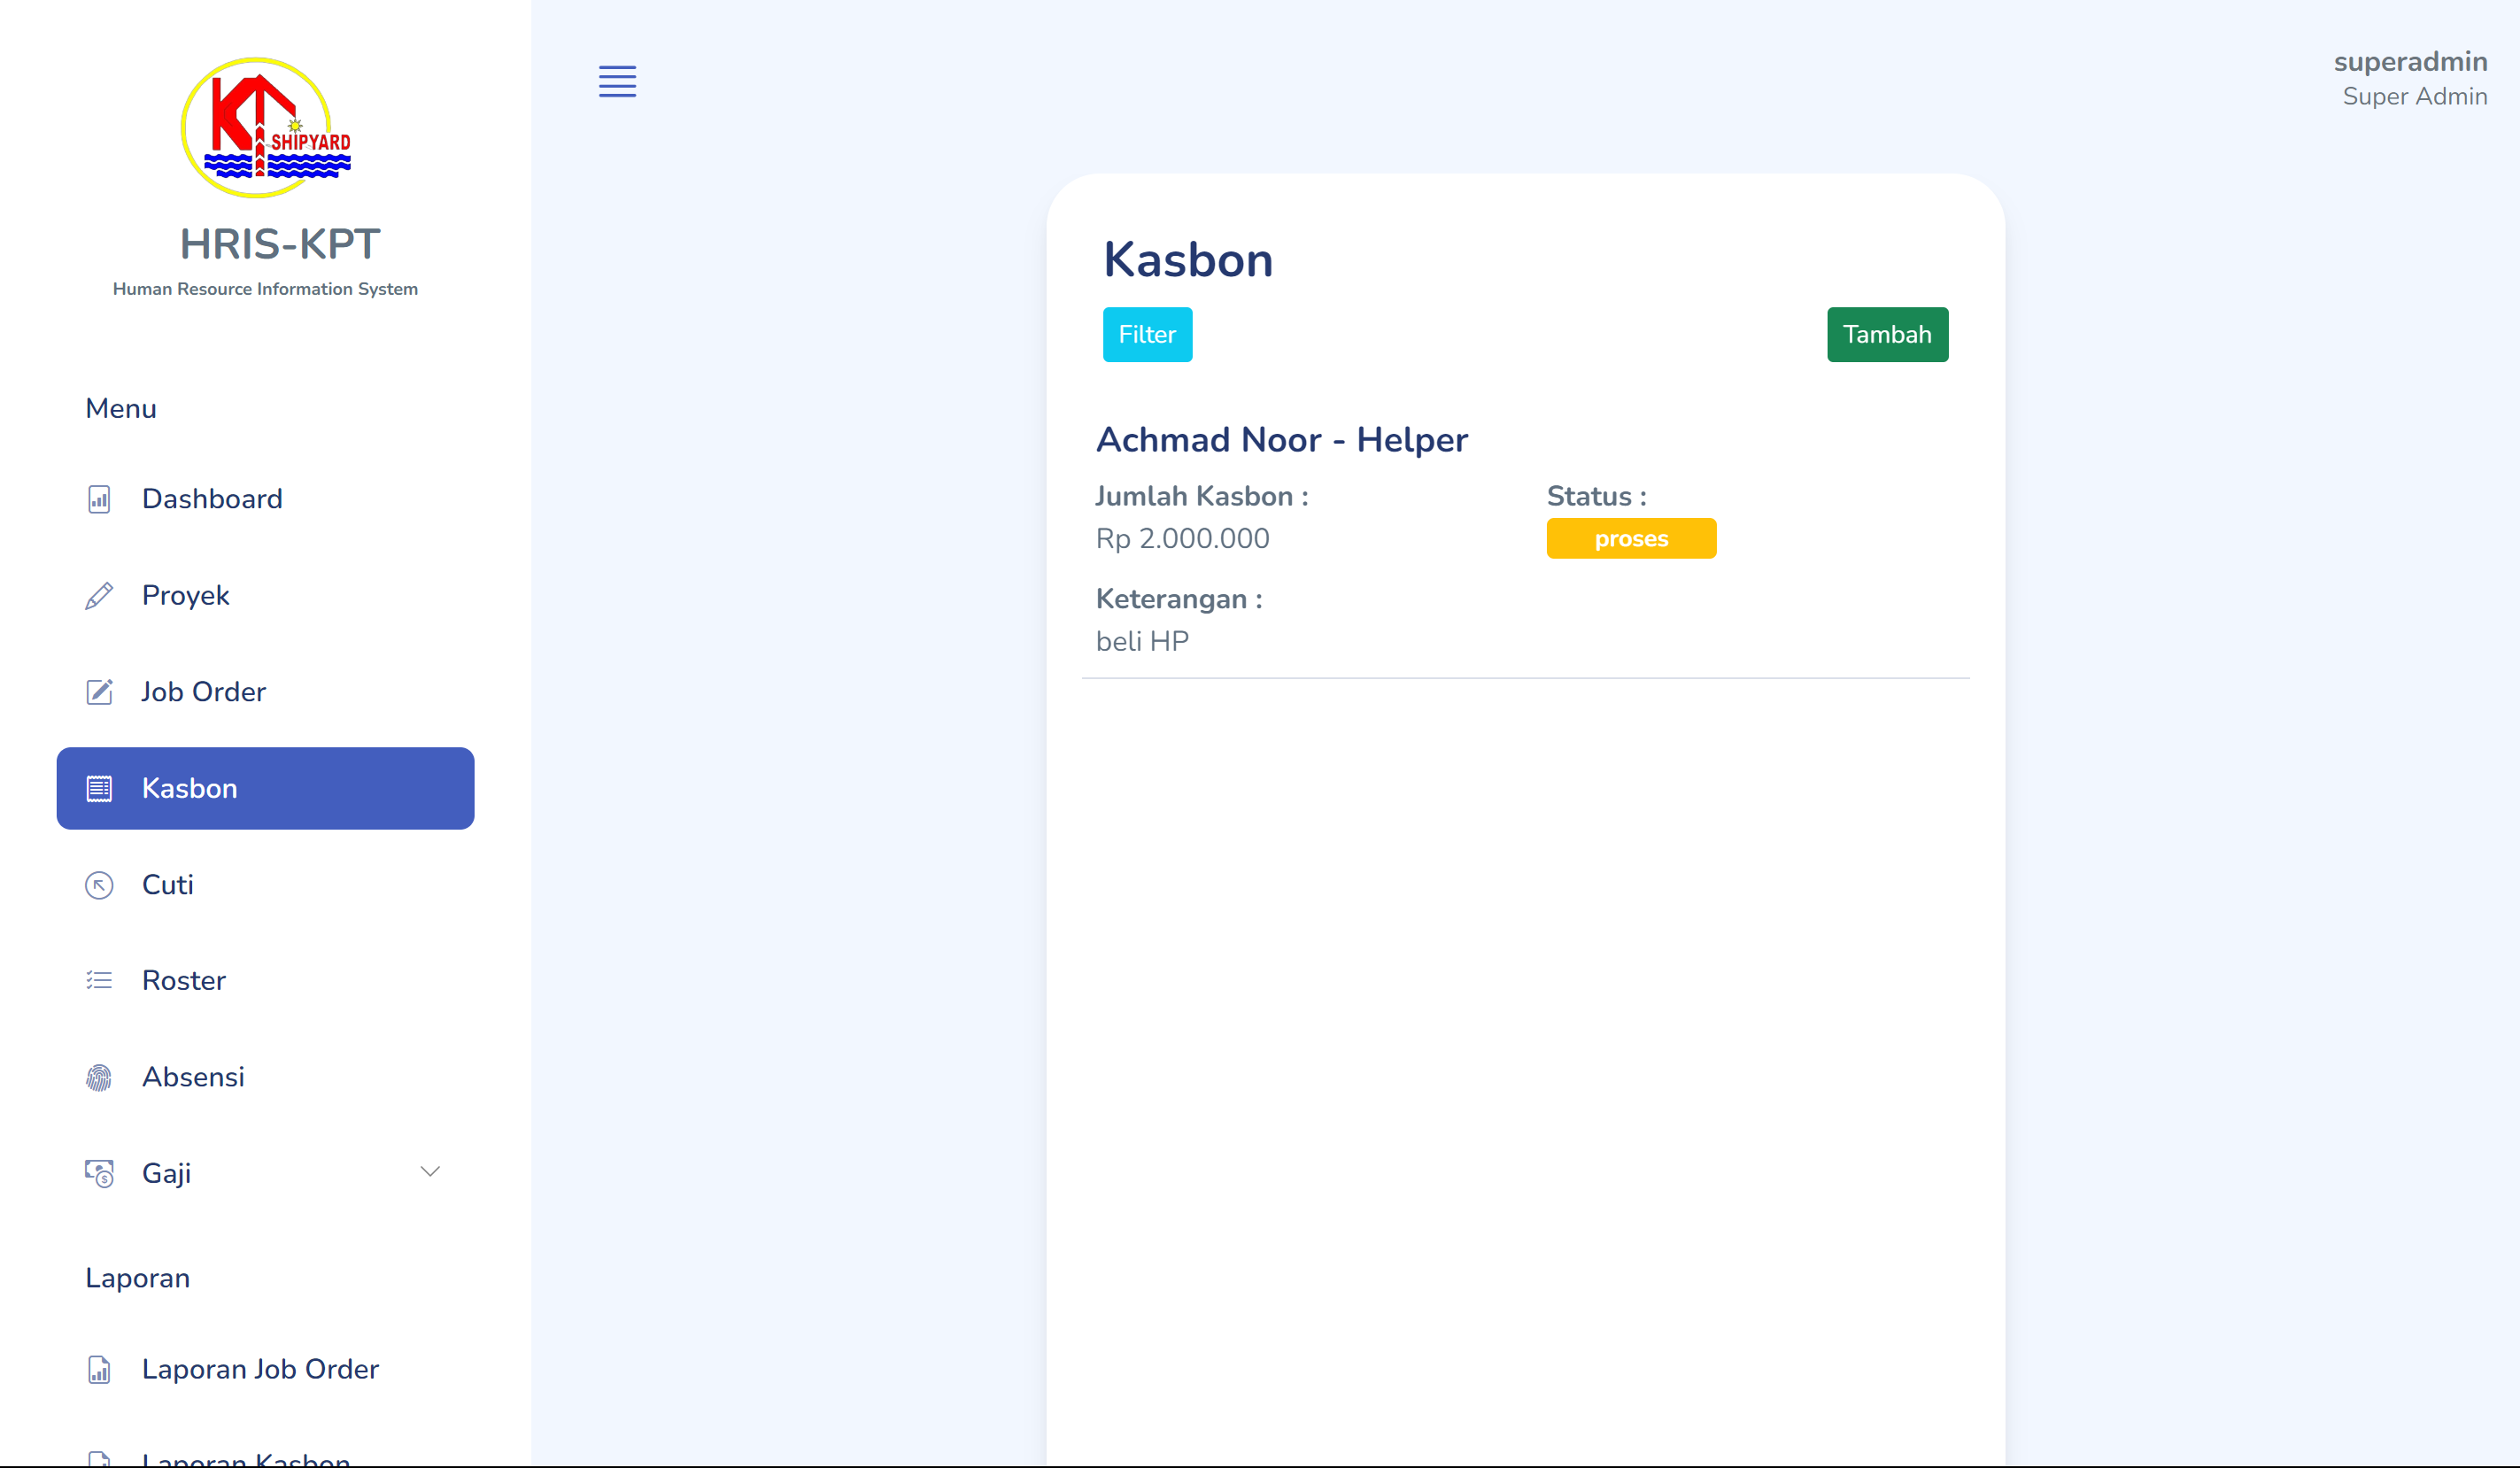 SHIPYARD
HRIS-KPT
Human Resource Information System
Menu
Dashboard
Proyek
Job Order
Kasbon
Cuti
Roster
Absensi
Gaji
Laporan
Laporan Job Order
Laporan Kasbon
superadmin
Super Admin
Kasbon
Filter
Tambah
Achmad Noor - Helper
Jumlah Kasbon :
Rp 2.000.000
Status :
proses
Keterangan :
beli HP